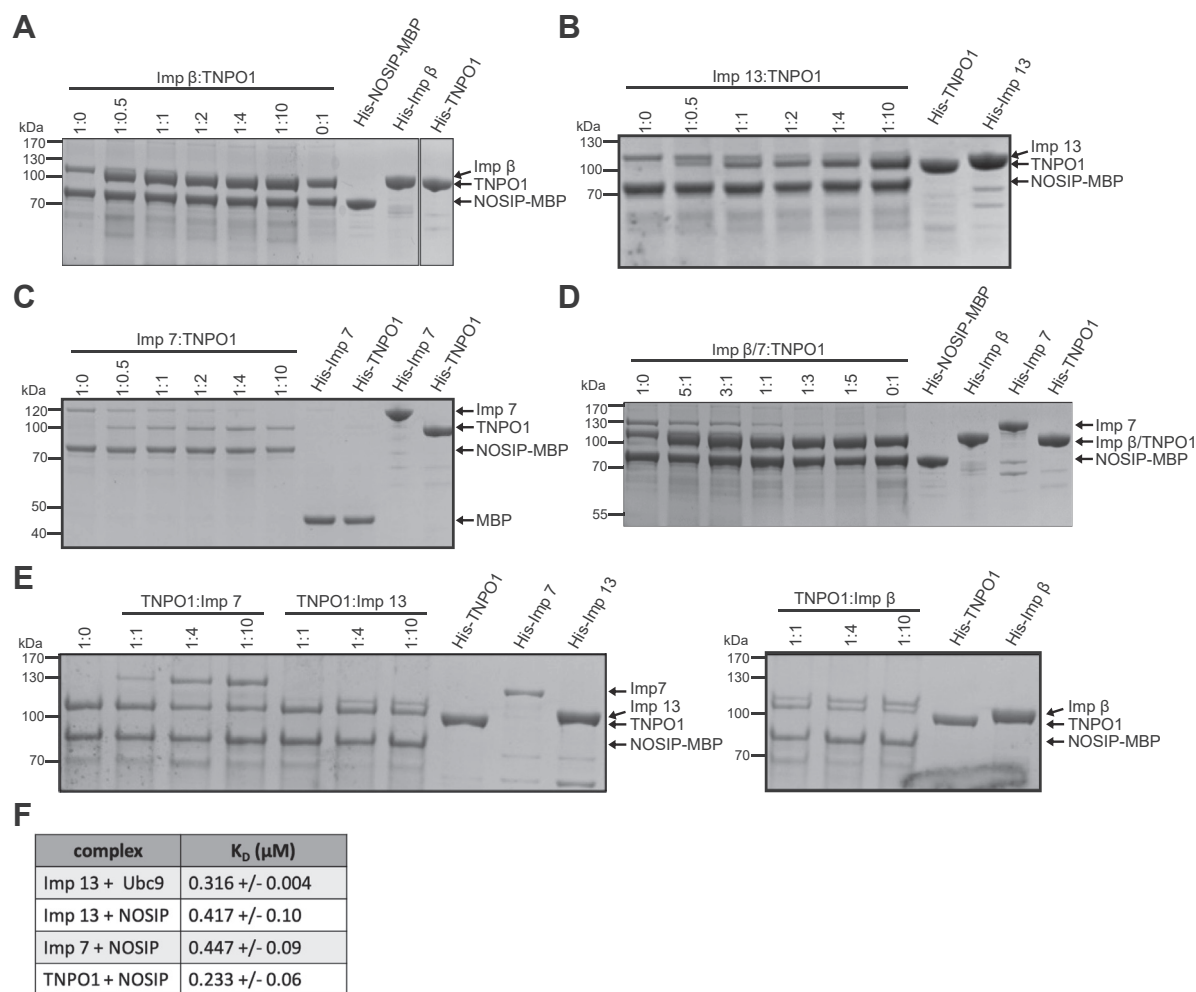 A
Imp β:TNPO1
1:0 1:0.5 1:1 1:2 1:4 1:10 0:1 His-NOSIP-MBP His-Imp β His-TNPO1
kDa
170
130
100
70
Imp β
TNPO1
NOSIP-MBP
B
Imp 13:TNPO1
1:0 1:0.5 1:1 1:2 1:4 1:10 His-TNPO1 His-Imp 13
kDa
130
100
70
Imp 13
TNPO1
NOSIP-MBP
C
Imp 7:TNPO1
1:0 1:0.5 1:1 1:2 1:4 1:10 His-Imp 7 His-TNPO1 His-Imp 7 His-TNPO1
kDa
120
100
70
50
40
Imp 7
TNPO1
NOSIP-MBP
MBP
D
Imp β/7:TNPO1
1:0 5:1 3:1 1:1 1:3 1:5 0:1 His-NOSIP-MBP His-Imp β His-Imp 7 His-TNPO1
kDa
170
130
100
70
55
Imp 7
Imp β/TNPO1
NOSIP-MBP
E
TNPO1:Imp 7 TNPO1:Imp 13
1:0 1:1 1:4 1:10 1:1 1:4 1:10 His-TNPO1 His-Imp 7 His-Imp 13
kDa
170
130
100
70
Imp7
Imp 13
TNPO1
NOSIP-MBP
TNPO1:Imp β
1:1 1:4 1:10 His-TNPO1 His-Imp β
kDa
170
130
100
70
Imp β
TNPO1
NOSIP-MBP
F
complex KD (µM)
Imp 13 + Ubc9 0.316 +/- 0.004
Imp 13 + NOSIP 0.417 +/- 0.10
Imp 7 + NOSIP 0.447 +/- 0.09
TNPO1 + NOSIP 0.233 +/- 0.06